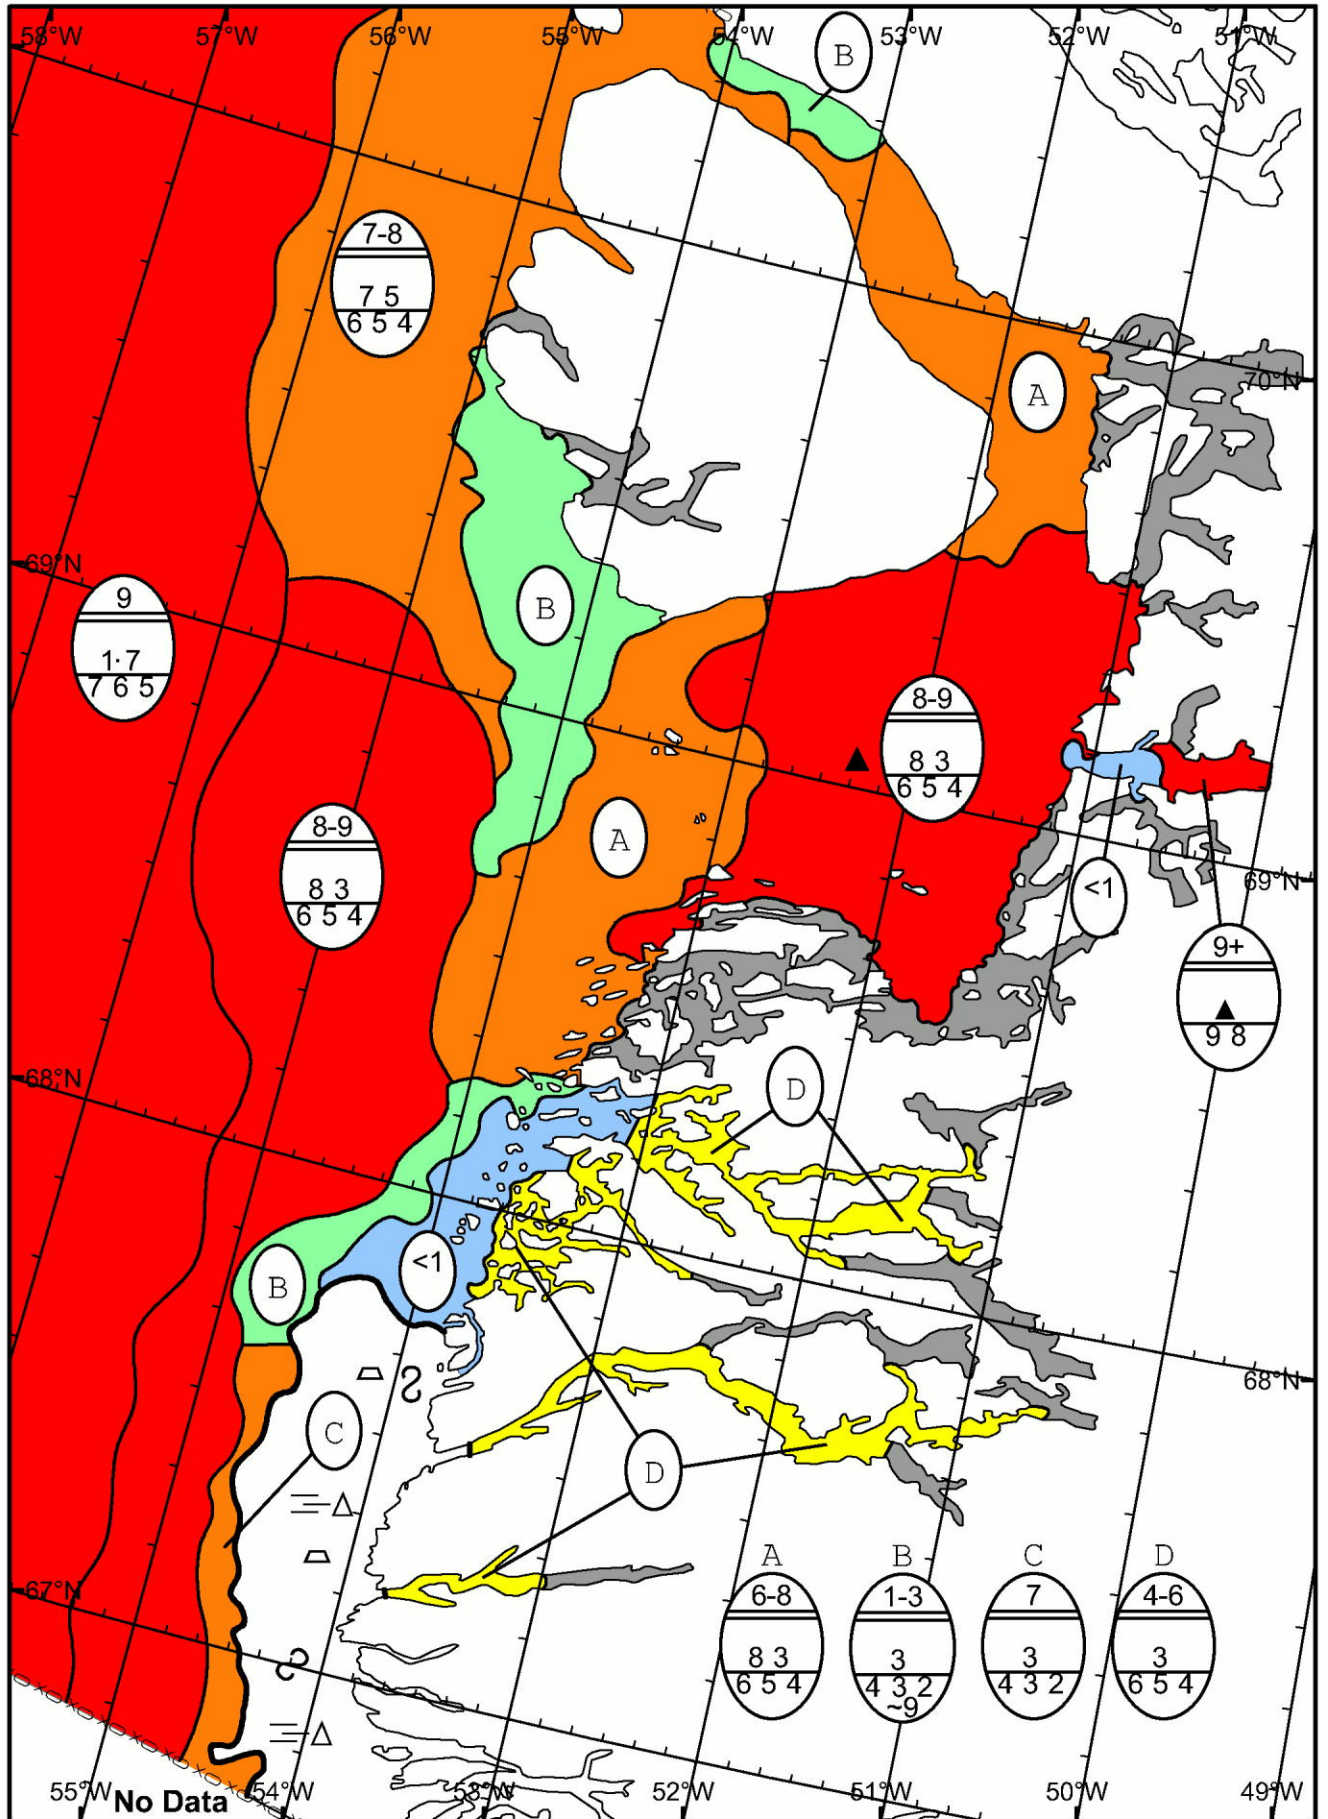 58°W 57°W 56°W 55°W 54°W 53°W 52°W 51°W
B
7-8
7 5
6 5 4
70°N
A
69°N
9
1·7
7 6 5
B
8-9
8 3
6 5 4
8-9
8 3
6 5 4
A
<1
69°N
9+
9 8
68°N
D
B
<1
68°N
C
D
67°N
A B C D
6-8 1-3 7 4-6
8 3 3 3 3
6 5 4 4 3 2 4 3 2 6 5 4
~9
55°W 54°W 53°W 52°W 51°W 50°W 49°W
No Data